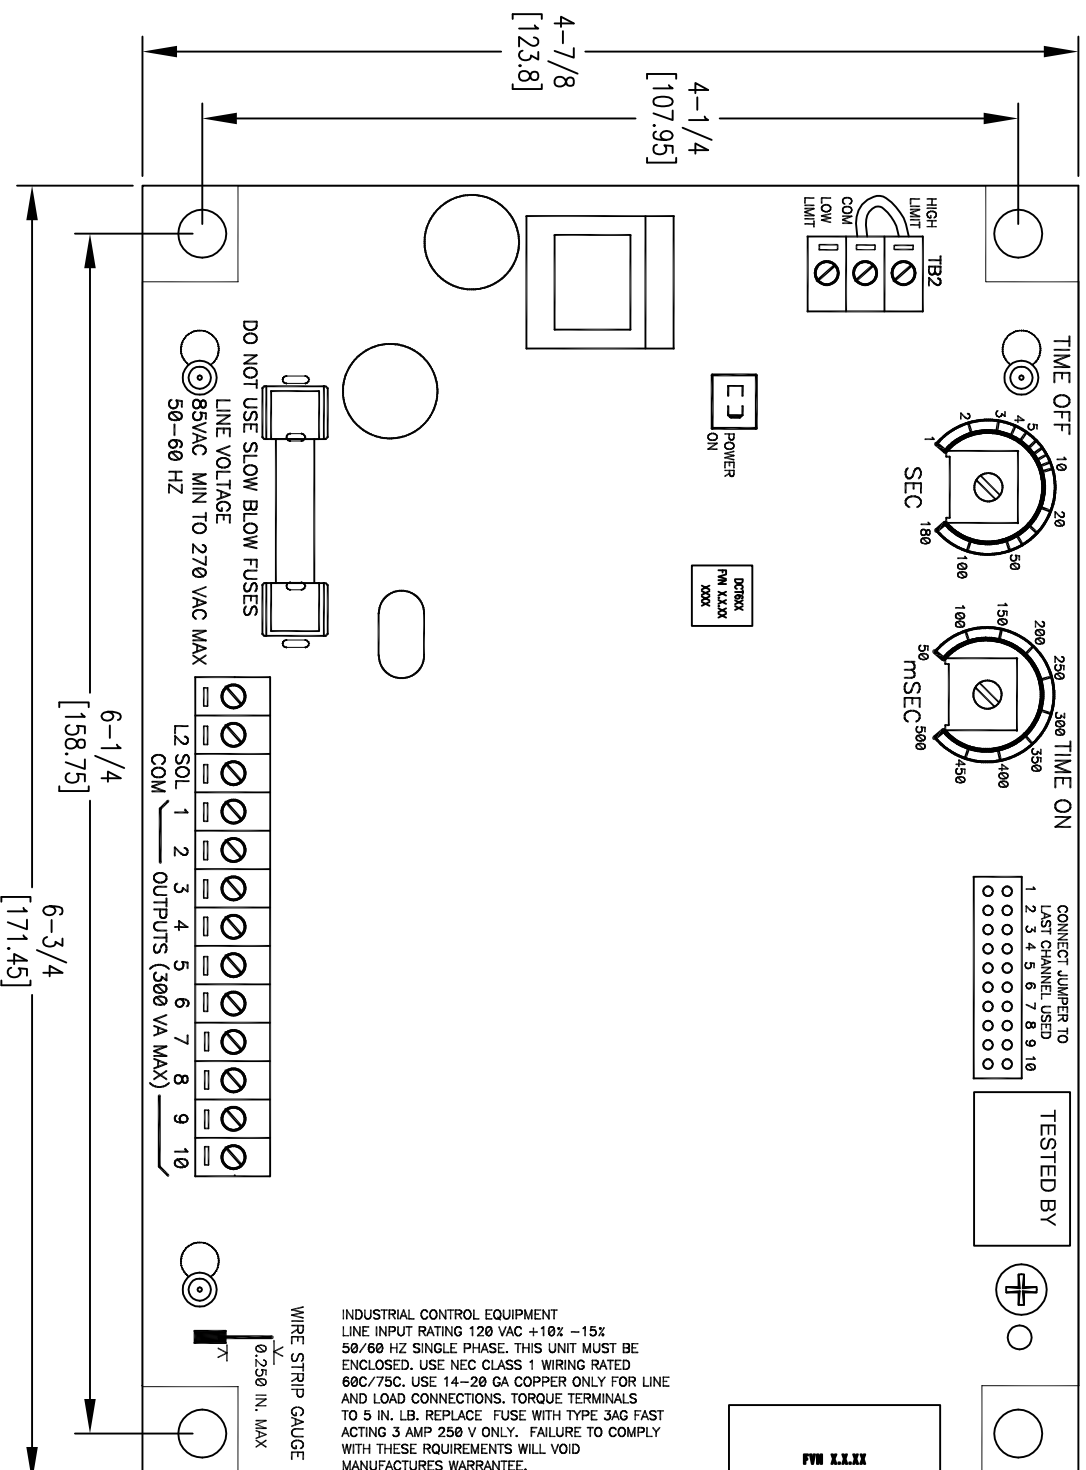 4-7/8
[123.8]
4-1/4
[107.95]
6-1/4
[158.75]
6-3/4
[171.45]
HIGH
LIMIT
COM
LOW
LIMIT
TB2
TIME OFF
1
2
3
4
5
10
20
50
100
180
SEC
TIME ON
50
100
150
200
250
300
350
400
450
500
mSEC
POWER
ON
DCT6XX
FVN X.X.XX
XXXX
CONNECT JUMPER TO
LAST CHANNEL USED
1 2 3 4 5 6 7 8 9 10
TESTED BY
DO NOT USE SLOW BLOW FUSES
LINE VOLTAGE
85VAC MIN TO 270 VAC MAX
50-60 HZ
L2 SOL 1 2 3 4 5 6 7 8 9 10
COM
OUTPUTS (300 VA MAX)
WIRE STRIP GAUGE
0.250 IN. MAX
INDUSTRIAL CONTROL EQUIPMENT
LINE INPUT RATING 120 VAC +10% -15%
50/60 HZ SINGLE PHASE. THIS UNIT MUST BE
ENCLOSED. USE NEC CLASS 1 WIRING RATED
60C/75C. USE 14-20 GA COPPER ONLY FOR LINE
AND LOAD CONNECTIONS. TORQUE TERMINALS
TO 5 IN. LB. REPLACE FUSE WITH TYPE 3AG FAST
ACTING 3 AMP 250 V ONLY. FAILURE TO COMPLY
WITH THESE RQUIREMENTS WILL VOID
MANUFACTURES WARRANTEE.
FVN X.X.XX